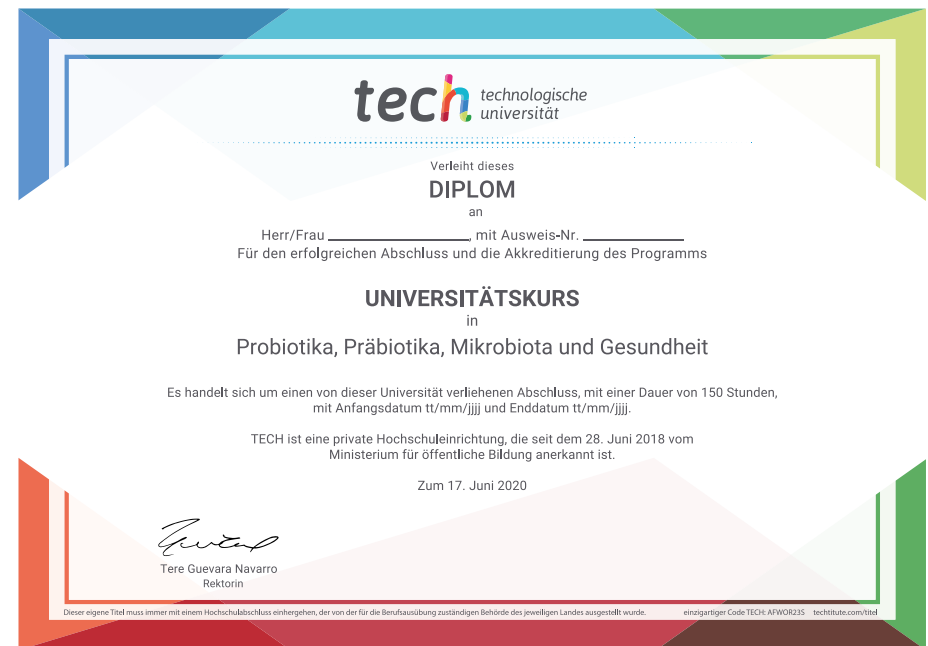 tech technologische
universität
Verleiht dieses
DIPLOM
an
Herr/Frau ____________, mit Ausweis-Nr. ____________
Für den erfolgreichen Abschluss und die Akkreditierung des Programms
UNIVERSITÄTSKURS
in
Probiotika, Präbiotika, Mikrobiota und Gesundheit
Es handelt sich um einen von dieser Universität verliehenen Abschluss, mit einer Dauer von 150 Stunden,
mit Anfangsdatum tt/mm/jjjj und Enddatum tt/mm/jjjj.
TECH ist eine private Hochschuleinrichtung, die seit dem 28. Juni 2018 vom
Ministerium für öffentliche Bildung anerkannt ist.
Zum 17. Juni 2020
Tere Guevara Navarro
Rektorin
Dieser eigene Titel muss immer mit einem Hochschulabschluss einhergehen, der von der für die Berufsausübung zuständigen Behörde des jeweiligen Landes ausgestellt wurde. einzigartiger Code TECH: AFWOR23S techtitute.com/titel